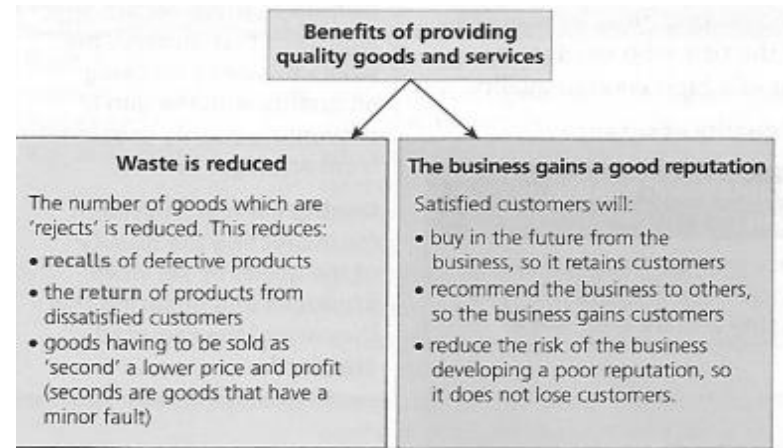 Benefits of providing
quality goods and services
Waste is reduced
The number of goods which are
'rejects' is reduced. This reduces:
• recalls of defective products
• the return of products from
dissatisfied customers
• goods having to be sold as
'second' a lower price and profit
(seconds are goods that have a
minor fault)
The business gains a good reputation
Satisfied customers will:
• buy in the future from the
business, so it retains customers
• recommend the business to others,
so the business gains customers
• reduce the risk of the business
developing a poor reputation, so
it does not lose customers.